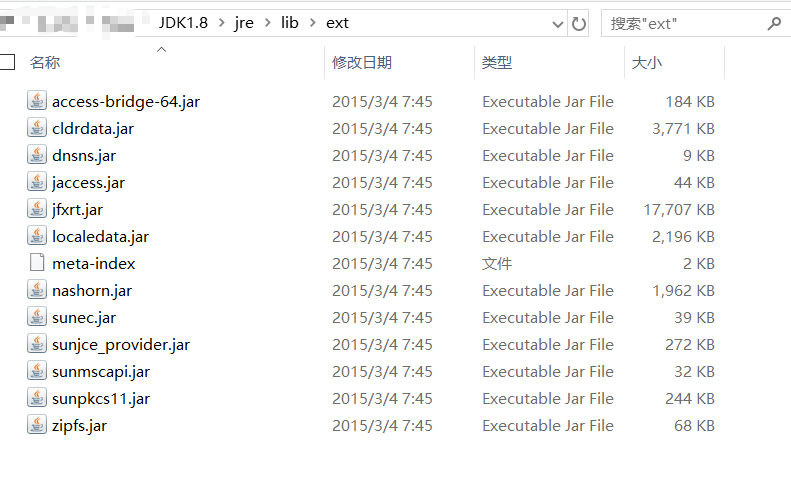 JDK1.8 > jre > lib > ext 搜索"ext"
名称 修改日期 类型 大小
access-bridge-64.jar 2015/3/4 7:45 Executable Jar File 184 KB
cldrdata.jar 2015/3/4 7:45 Executable Jar File 3,771 KB
dnsns.jar 2015/3/4 7:45 Executable Jar File 9 KB
jaccess.jar 2015/3/4 7:45 Executable Jar File 44 KB
jfxrt.jar 2015/3/4 7:45 Executable Jar File 17,707 KB
localedata.jar 2015/3/4 7:45 Executable Jar File 2,196 KB
meta-index 2015/3/4 7:45 文件 2 KB
nashorn.jar 2015/3/4 7:45 Executable Jar File 1,962 KB
sunec.jar 2015/3/4 7:45 Executable Jar File 39 KB
sunjce_provider.jar 2015/3/4 7:45 Executable Jar File 272 KB
sunmscapi.jar 2015/3/4 7:45 Executable Jar File 32 KB
sunpkcs11.jar 2015/3/4 7:45 Executable Jar File 244 KB
zipfs.jar 2015/3/4 7:45 Executable Jar File 68 KB